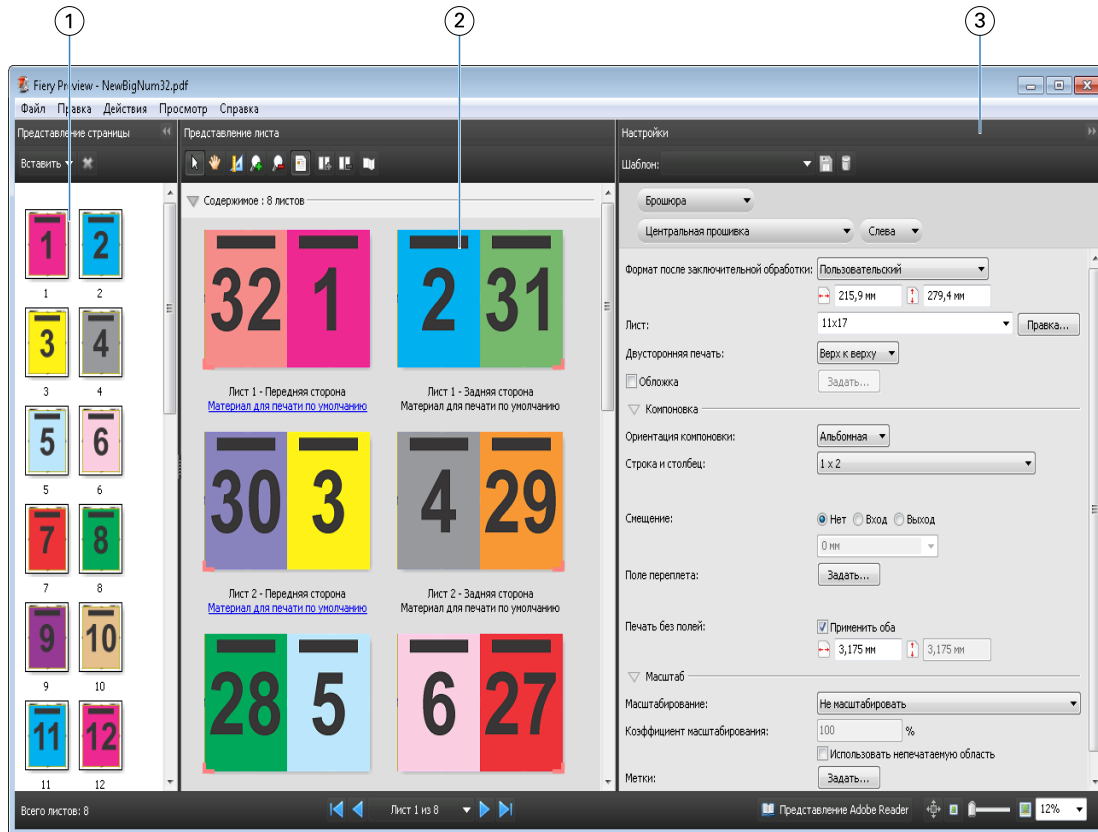 1 2 3
Fiery Preview - NewBigNum32.pdf
Файл Правка Действия Просмотр Справка
Представление страницы
Представление листа
Настройки
Вставить
Шаблон:
Содержимое : 8 листов
1 2
1 2
3 4
3 4
5 6
5 6
7 8
7 8
9 10
9 10
11 12
11 12
32 1
2 31
Лист 1 - Передняя сторона
Материал для печати по умолчанию
Лист 1 - Задняя сторона
Материал для печати по умолчанию
30 3
4 29
Лист 2 - Передняя сторона
Материал для печати по умолчанию
Лист 2 - Задняя сторона
Материал для печати по умолчанию
28 5
6 27
Брошюра
Центральная прошивка
Слева
Формат после заключительной обработки: Пользовательский
215,9 мм 279,4 мм
Лист: 11x17 Правка...
Двусторонняя печать: Верх к верху
Обложка Задать...
Компоновка
Ориентация компоновки: Альбомная
Строка и столбец: 1 x 2
Смещение: Нет Вход Выход
0 мм
Поле переплета: Задать...
Печать без полей: Применить оба
3,175 мм 3,175 мм
Масштаб
Масштабирование: Не масштабировать
Коэффициент масштабирования: 100 %
Использовать непечатаемую область
Метки: Задать...
Всего листов: 8
Лист 1 из 8
Представление Adobe Reader
12%